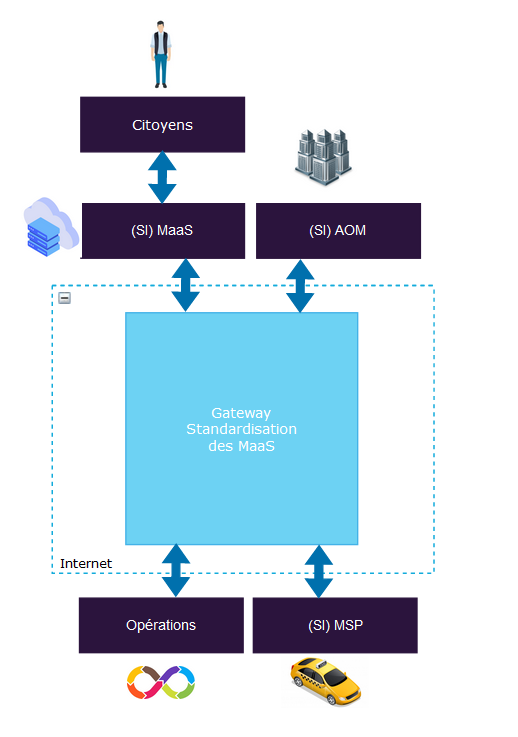 Citoyens
(SI) MaaS
(SI) AOM
Gateway
Standardisation
des MaaS
Internet
Opérations
(SI) MSP